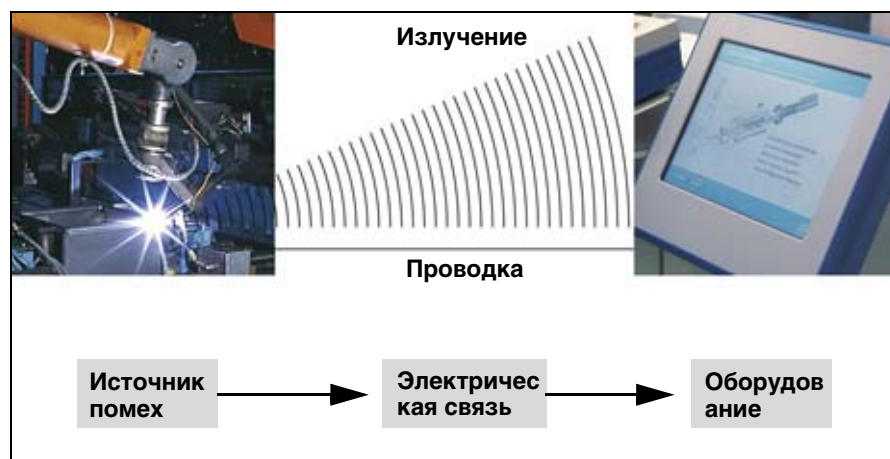 Излучение
Проводка
Источник
помех
Электричес
кая связь
Оборудов
ание